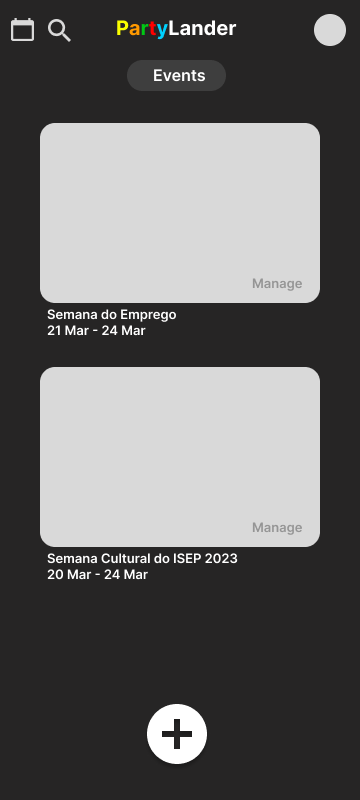 PartyLander
Events
Manage
Semana do Emprego
21 Mar - 24 Mar
Manage
Semana Cultural do ISEP 2023
20 Mar - 24 Mar